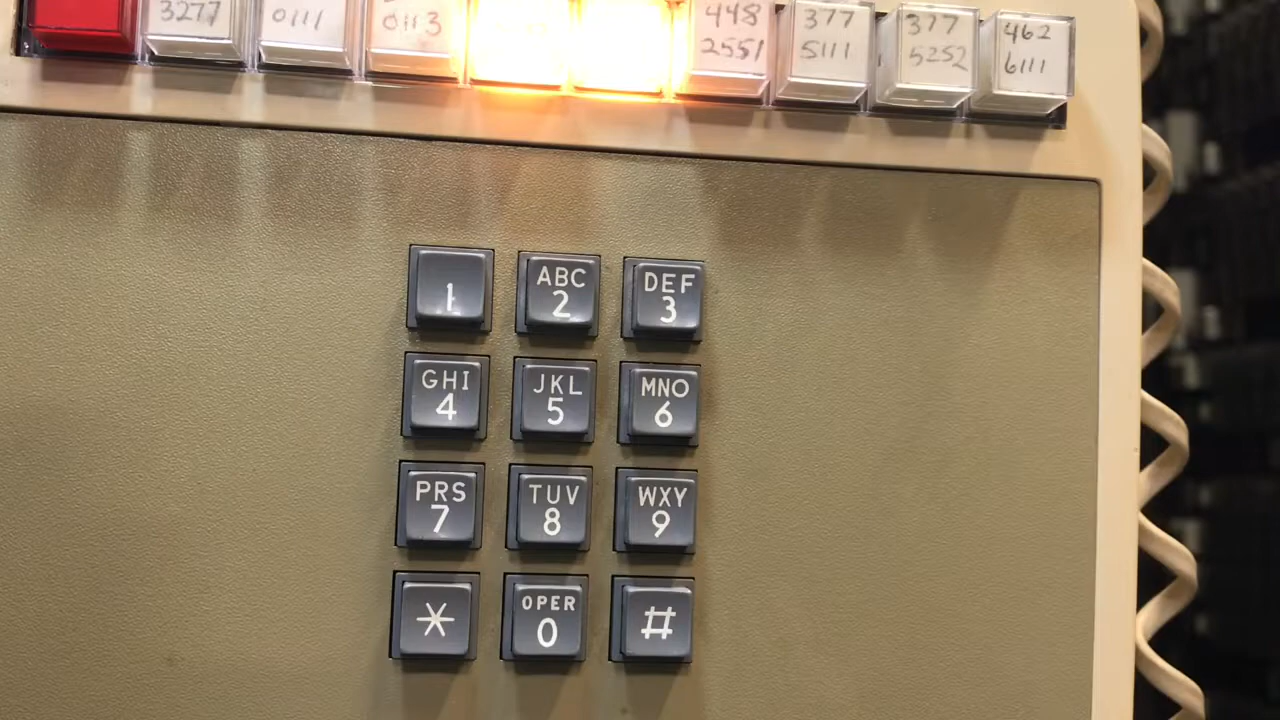 3277
0111
0113
448
2551
377
5111
377
5252
462
6111
1
ABC
2
DEF
3
GHI
4
JKL
5
MNO
6
PRS
7
TUV
8
WXY
9
*
OPER
0
#